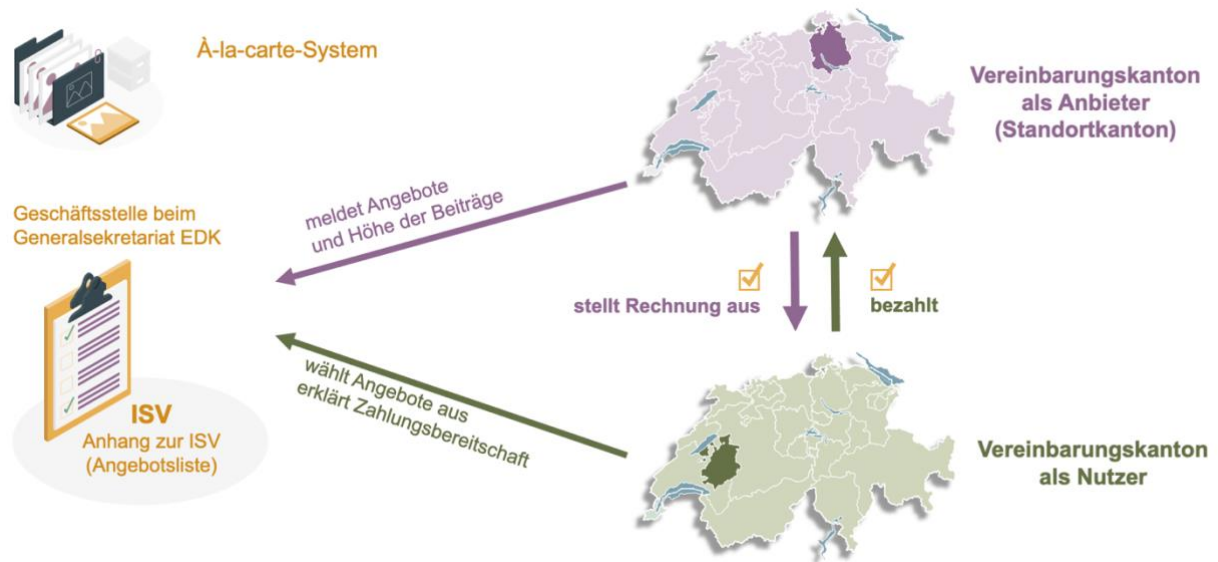 À-la-carte-System
Vereinbarungskanton
als Anbieter
(Standortkanton)
meldet Angebote
und Höhe der Beiträge
Geschäftsstelle beim
Generalsekretariat EDK
stellt Rechnung aus
bezahlt
wählt Angebote aus
erklärt Zahlungsbereitschaft
ISV
Anhang zur ISV
(Angebotsliste)
Vereinbarungskanton
als Nutzer